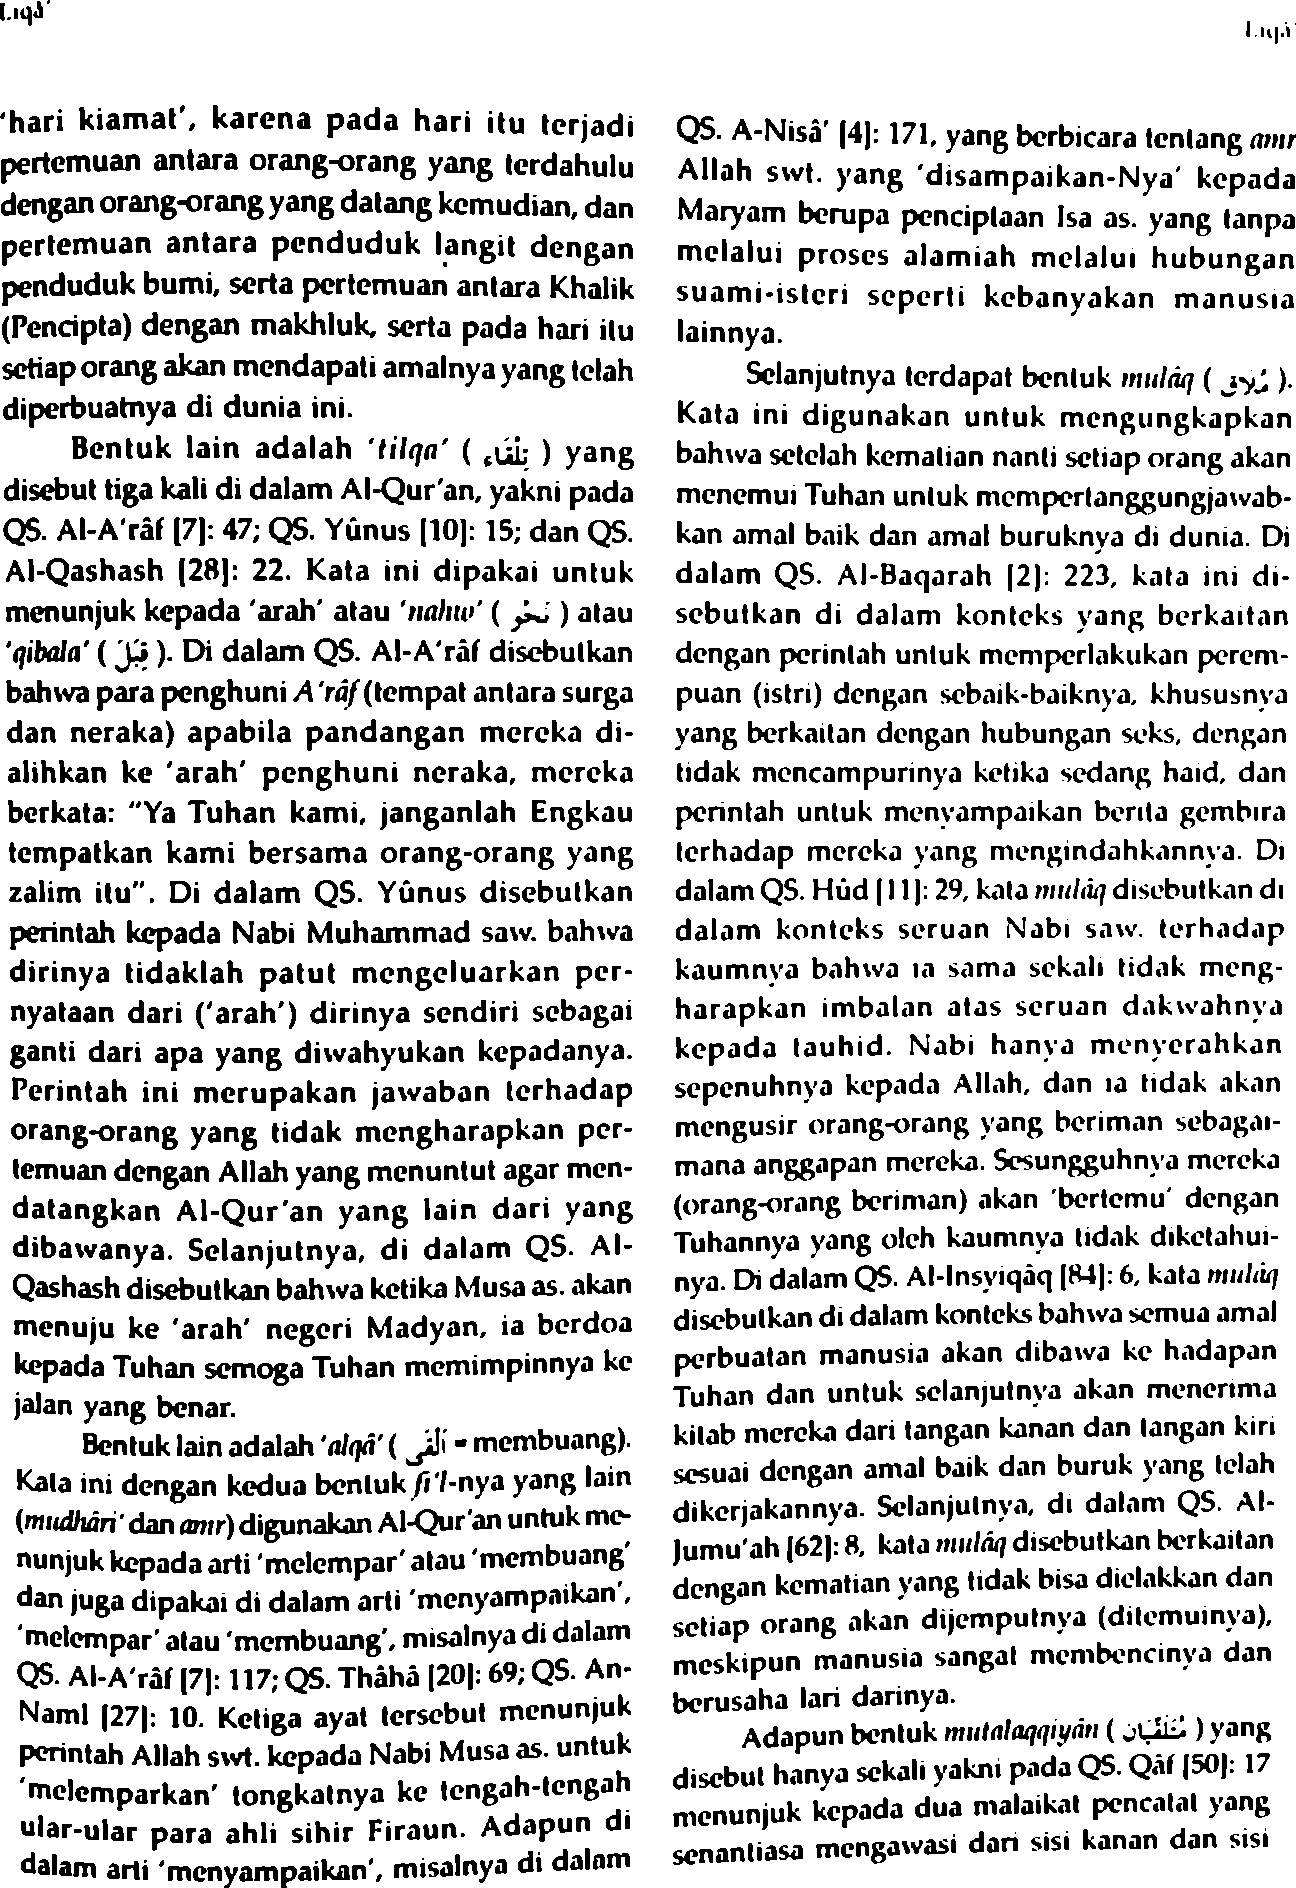 Liqâ'
Liqâ'
'hari kiamat', karena pada hari itu terjadi
pertemuan antara orang-orang yang terdahulu
dengan orang-orang yang datang kemudian, dan
pertemuan antara penduduk langit dengan
penduduk bumi, serta pertemuan antara Khalik
(Pencipta) dengan makhluk, serta pada hari itu
setiap orang akan mendapati amalnya yang telah
diperbuatnya di dunia ini.
Bentuk lain adalah 'tilqa' ( تِلْقَاء ) yang
disebut tiga kali di dalam Al-Qur'an, yakni pada
QS. Al-A'râf [7]: 47; QS. Yûnus [10]: 15; dan QS.
Al-Qashash [28]: 22. Kata ini dipakai untuk
menunjuk kepada 'arah' atau 'nahw' ( نَحْو ) atau
'qibala' ( قِبَلَ ). Di dalam QS. Al-A'râf disebutkan
bahwa para penghuni A'râf (tempat antara surga
dan neraka) apabila pandangan mereka di-
alihkan ke 'arah' penghuni neraka, mereka
berkata: "Ya Tuhan kami, janganlah Engkau
tempatkan kami bersama orang-orang yang
zalim itu". Di dalam QS. Yûnus disebutkan
perintah kepada Nabi Muhammad saw. bahwa
dirinya tidaklah patut mengeluarkan per-
nyataan dari ('arah') dirinya sendiri sebagai
ganti dari apa yang diwahyukan kepadanya.
Perintah ini merupakan jawaban terhadap
orang-orang yang tidak mengharapkan per-
temuan dengan Allah yang menuntut agar men-
datangkan Al-Qur'an yang lain dari yang
dibawanya. Selanjutnya, di dalam QS. Al-
Qashash disebutkan bahwa ketika Musa as. akan
menuju ke 'arah' negeri Madyan, ia berdoa
kepada Tuhan semoga Tuhan memimpinnya ke
jalan yang benar.
Bentuk lain adalah 'alqâ' ( أَلْقَى = membuang).
Kata ini dengan kedua bentuk fi'l-nya yang lain
(mudhâri' dan amr) digunakan Al-Qur'an untuk me-
nunjuk kepada arti 'melempar' atau 'membuang'
dan juga dipakai di dalam arti 'menyampaikan',
'melempar' atau 'membuang', misalnya di dalam
QS. Al-A'râf [7]: 117; QS. Thâhâ [20]: 69; QS. An-
Naml [27]: 10. Ketiga ayat tersebut menunjuk
perintah Allah swt. kepada Nabi Musa as. untuk
'melemparkan' tongkatnya ke tengah-tengah
ular-ular para ahli sihir Firaun. Adapun di
dalam arti 'menyampaikan', misalnya di dalam
QS. A-Nisâ' [4]: 171, yang berbicara tentang amr
Allah swt. yang 'disampaikan-Nya' kepada
Maryam berupa penciptaan Isa as. yang tanpa
melalui proses alamiah melalui hubungan
suami-isteri seperti kebanyakan manusia
lainnya.
Selanjutnya terdapat bentuk mulâq ( مُلَاقٍ ).
Kata ini digunakan untuk mengungkapkan
bahwa setelah kematian nanti setiap orang akan
menemui Tuhan untuk mempertanggungjawab-
kan amal baik dan amal buruknya di dunia. Di
dalam QS. Al-Baqarah [2]: 223, kata ini di-
sebutkan di dalam konteks yang berkaitan
dengan perintah untuk memperlakukan perem-
puan (istri) dengan sebaik-baiknya, khususnya
yang berkaitan dengan hubungan seks, dengan
tidak mencampurinya ketika sedang haid, dan
perintah untuk menyampaikan berita gembira
terhadap mereka yang mengindahkannya. Di
dalam QS. Hûd [11]: 29, kata mulâq disebutkan di
dalam konteks seruan Nabi saw. terhadap
kaumnya bahwa ia sama sekali tidak meng-
harapkan imbalan atas seruan dakwahnya
kepada tauhid. Nabi hanya menyerahkan
sepenuhnya kepada Allah, dan ia tidak akan
mengusir orang-orang yang beriman sebagai-
mana anggapan mereka. Sesungguhnya mereka
(orang-orang beriman) akan 'bertemu' dengan
Tuhannya yang oleh kaumnya tidak diketahui-
nya. Di dalam QS. Al-Insyiqâq [84]: 6, kata mulâq
disebutkan di dalam konteks bahwa semua amal
perbuatan manusia akan dibawa ke hadapan
Tuhan dan untuk selanjutnya akan menerima
kitab mereka dari tangan kanan dan tangan kiri
sesuai dengan amal baik dan buruk yang telah
dikerjakannya. Selanjutnya, di dalam QS. Al-
Jumu'ah [62]: 8, kata mulâq disebutkan berkaitan
dengan kematian yang tidak bisa dielakkan dan
setiap orang akan dijemputnya (ditemuinya),
meskipun manusia sangat membencinya dan
berusaha lari darinya.
Adapun bentuk mutalaqqiyân ( مُتَلَقِّيَان ) yang
disebut hanya sekali yakni pada QS. Qâf [50]: 17
menunjuk kepada dua malaikat pencatat yang
senantiasa mengawasi dari sisi kanan dan sisi